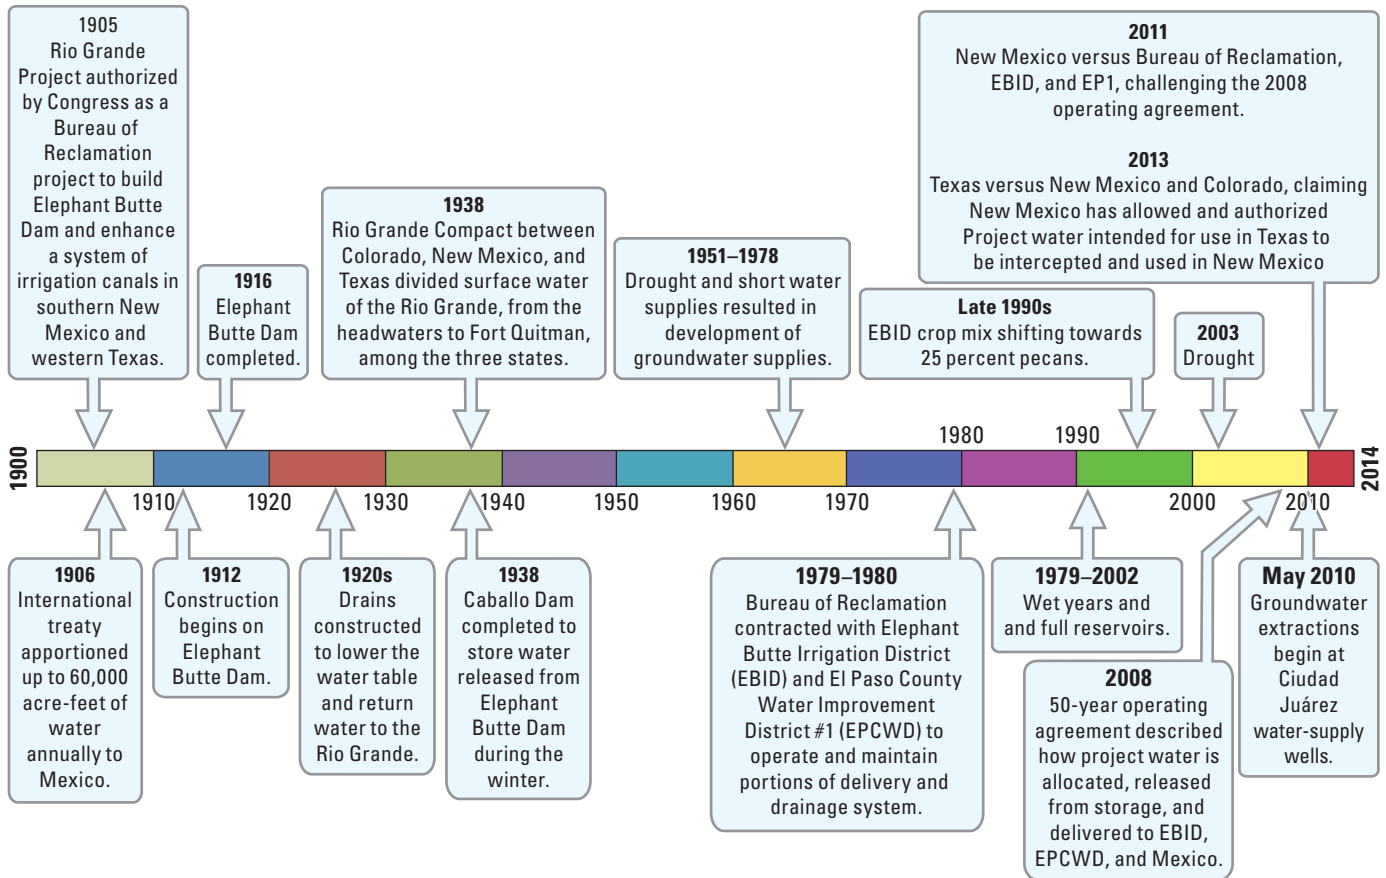 1905
Rio Grande
Project authorized
by Congress as a
Bureau of
Reclamation
project to build
Elephant Butte
Dam and enhance
a system of
irrigation canals in
southern New
Mexico and
western Texas.
1916
Elephant
Butte Dam
completed.
1938
Rio Grande Compact between
Colorado, New Mexico, and
Texas divided surface water
of the Rio Grande, from the
headwaters to Fort Quitman,
among the three states.
1951–1978
Drought and short water
supplies resulted in
development of
groundwater supplies.
Late 1990s
EBID crop mix shifting towards
25 percent pecans.
2003
Drought
2011
New Mexico versus Bureau of Reclamation,
EBID, and EP1, challenging the 2008
operating agreement.
2013
Texas versus New Mexico and Colorado, claiming
New Mexico has allowed and authorized
Project water intended for use in Texas to
be intercepted and used in New Mexico
1900
1910
1920
1930
1940
1950
1960
1970
1980
1990
2000
2010
2014
1906
International
treaty
apportioned
up to 60,000
acre-feet of
water
annually to
Mexico.
1912
Construction
begins on
Elephant
Butte Dam.
1920s
Drains
constructed
to lower the
water table
and return
water to the
Rio Grande.
1938
Caballo Dam
completed to
store water
released from
Elephant
Butte Dam
during the
winter.
1979–1980
Bureau of Reclamation
contracted with Elephant
Butte Irrigation District
(EBID) and El Paso County
Water Improvement
District #1 (EPCWD) to
operate and maintain
portions of delivery and
drainage system.
1979–2002
Wet years and
and full reservoirs.
2008
50-year operating
agreement described
how project water is
allocated, released
from storage, and
delivered to EBID,
EPCWD, and Mexico.
May 2010
Groundwater
extractions
begin at
Ciudad
Juárez
water-supply
wells.